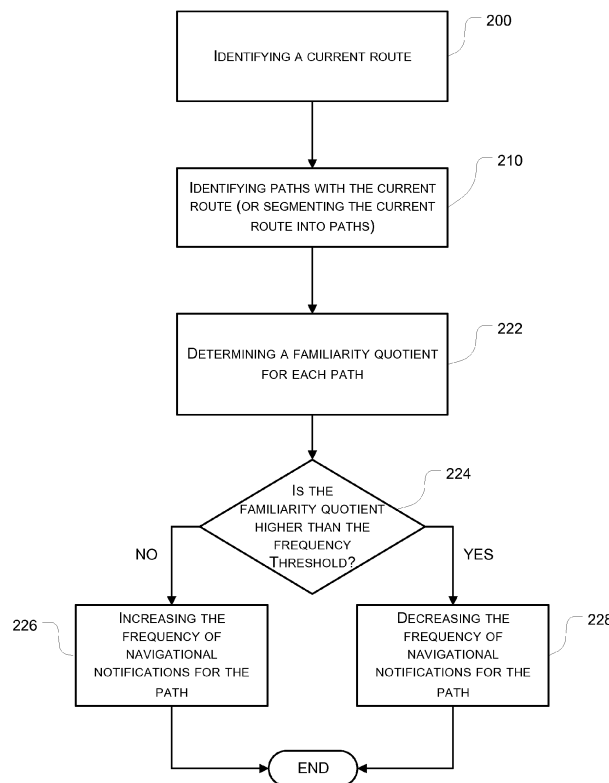 200
IDENTIFYING A CURRENT ROUTE
210
IDENTIFYING PATHS WITH THE CURRENT
ROUTE (OR SEGMENTING THE CURRENT
ROUTE INTO PATHS)
222
DETERMINING A FAMILIARITY QUOTIENT
FOR EACH PATH
224
IS THE
FAMILIARITY QUOTIENT
HIGHER THAN THE
FREQUENCY
THRESHOLD?
NO
YES
226
INCREASING THE
FREQUENCY OF
NAVIGATIONAL
NOTIFICATIONS FOR THE
PATH
228
DECREASING THE
FREQUENCY OF
NAVIGATIONAL
NOTIFICATIONS FOR THE
PATH
END